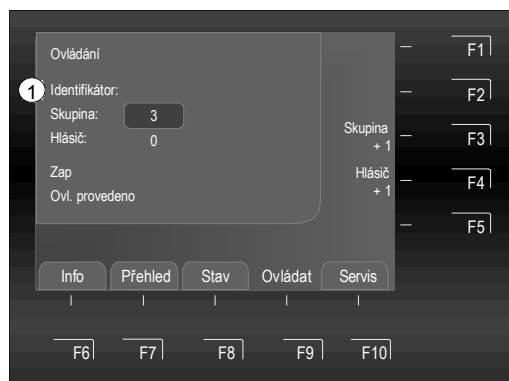 Ovládání
F1
1 Identifikátor:
F2
Skupina: 3
Hlásič: 0
Skupina
+ 1
F3
Zap
Ovl. provedeno
Hlásič
+ 1
F4
F5
Info Přehled Stav Ovládat Servis
F6 F7 F8 F9 F10